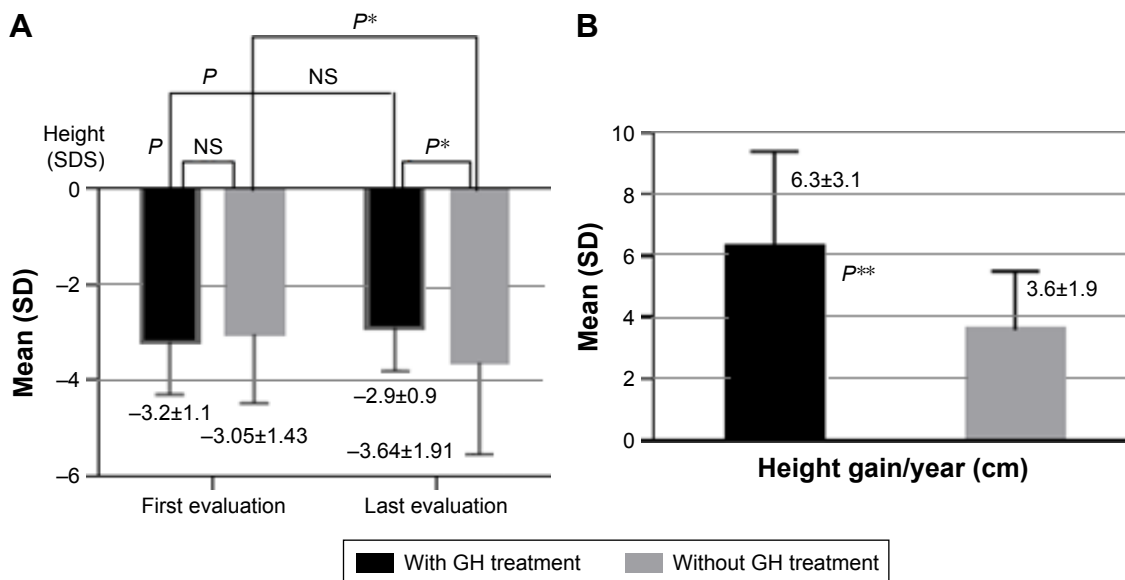 A
P*
P NS
Height
(SDS)
P NS P*
0
–2
–4
–6
Mean (SD)
–3.2±1.1
–3.05±1.43
–2.9±0.9
–3.64±1.91
First evaluation Last evaluation
B
10
8
6
4
2
0
Mean (SD)
6.3±3.1
P**
3.6±1.9
Height gain/year (cm)
With GH treatment Without GH treatment